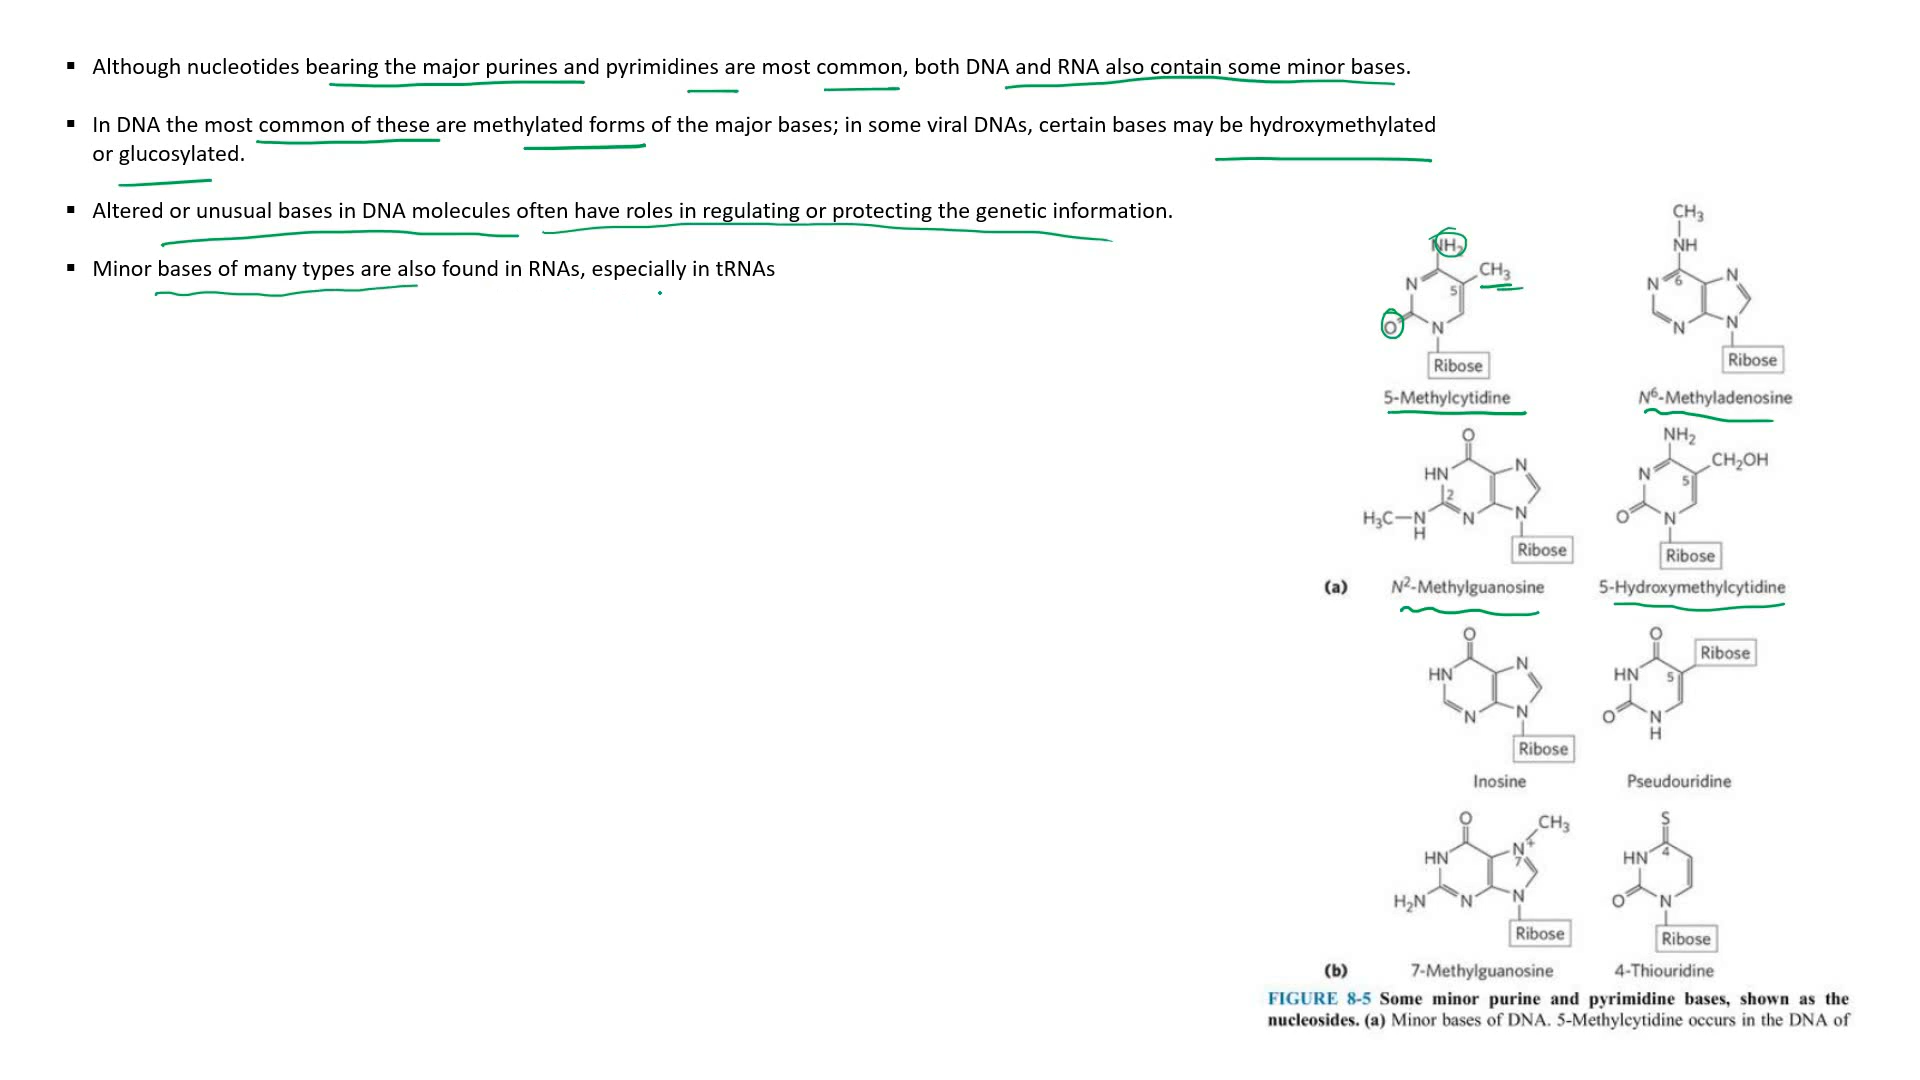 ▪ Although nucleotides bearing the major purines and pyrimidines are most common, both DNA and RNA also contain some minor bases.
▪ In DNA the most common of these are methylated forms of the major bases; in some viral DNAs, certain bases may be hydroxymethylated
or glucosylated.
▪ Altered or unusual bases in DNA molecules often have roles in regulating or protecting the genetic information.
▪ Minor bases of many types are also found in RNAs, especially in tRNAs
NH₂
CH₃
N
5
O
N
Ribose
5-Methylcytidine
CH₃
NH
N
6
N
N
N
Ribose
N⁶-Methyladenosine
O
HN
N
2
H₃C—N
H
N
N
Ribose
(a) N²-Methylguanosine
NH₂
CH₂OH
N
5
O
N
Ribose
5-Hydroxymethylcytidine
O
HN
N
N
N
Ribose
Inosine
O
Ribose
HN
5
O
N
H
Pseudouridine
O
CH₃
HN
N⁺
7
H₂N
N
N
Ribose
(b) 7-Methylguanosine
S
4
HN
O
N
Ribose
4-Thiouridine
FIGURE 8-5 Some minor purine and pyrimidine bases, shown as the
nucleosides. (a) Minor bases of DNA. 5-Methylcytidine occurs in the DNA of